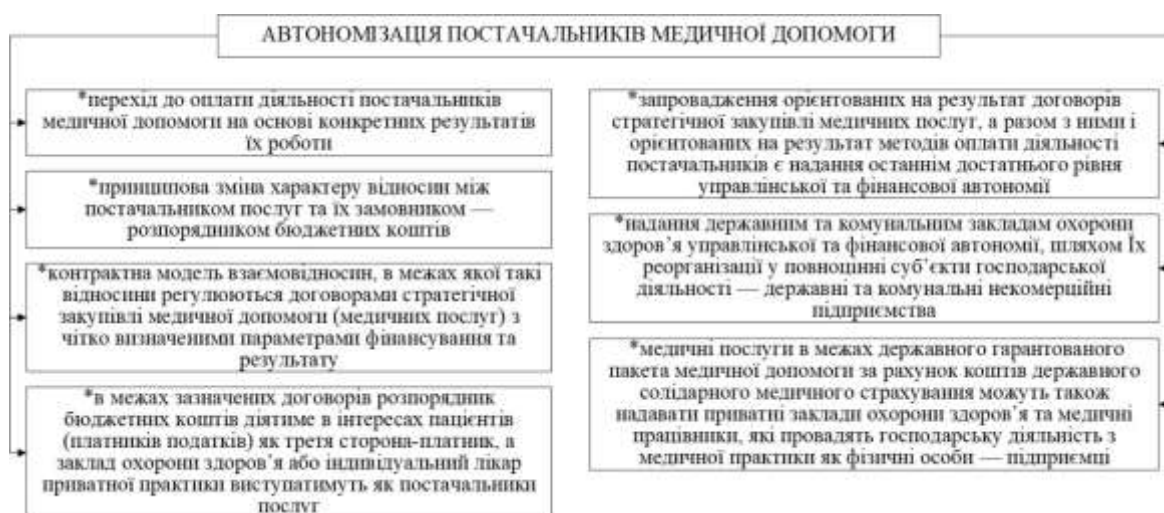 АВТОНОМІЗАЦІЯ ПОСТАЧАЛЬНИКІВ МЕДИЧНОЇ ДОПОМОГИ
*перехід до оплати діяльності постачальників
медичної допомоги на основі конкретних результатів
їх роботи
*принципова зміна характеру відносин між
постачальником послуг та їх замовником —
розпорядником бюджетних коштів
*контрактна модель взаємовідносин, в межах якої такі
відносини регулюються договорами стратегічної
закупівлі медичної допомоги (медичних послуг) з
чітко визначеними параметрами фінансування та
результату
*в межах зазначених договорів розпорядник
бюджетних коштів діятиме в інтересах пацієнтів
(платників податків) як третя сторона-платник, а
заклад охорони здоров’я або індивідуальний лікар
приватної практики виступатимуть як постачальники
послуг
*запровадження орієнтованих на результат договорів
стратегічної закупівлі медичних послуг, а разом з ними і
орієнтованих на результат методів оплати діяльності
постачальників є надання останнім достатнього рівня
управлінської та фінансової автономії
*надання державним та комунальним закладам охорони
здоров’я управлінської та фінансової автономії, шляхом Їх
реорганізації у повноцінні суб’єкти господарської
діяльності — державні та комунальні некомерційні
підприємства
*медичні послуги в межах державного гарантованого
пакета медичної допомоги за рахунок коштів державного
солідарного медичного страхування можуть також
надавати приватні заклади охорони здоров’я та медичні
працівники, які провадять господарську діяльність з
медичної практики як фізичні особи — підприємці